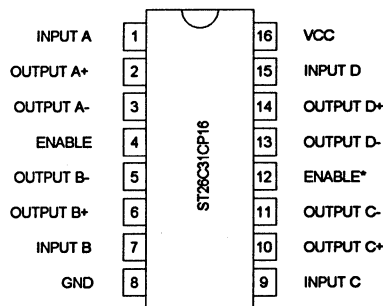 INPUT A 1 16 VCC
OUTPUT A+ 2 15 INPUT D
OUTPUT A- 3 14 OUTPUT D+
ENABLE 4 13 OUTPUT D-
OUTPUT B- 5 12 ENABLE*
OUTPUT B+ 6 11 OUTPUT C-
INPUT B 7 10 OUTPUT C+
GND 8 9 INPUT C
ST26C31CP16